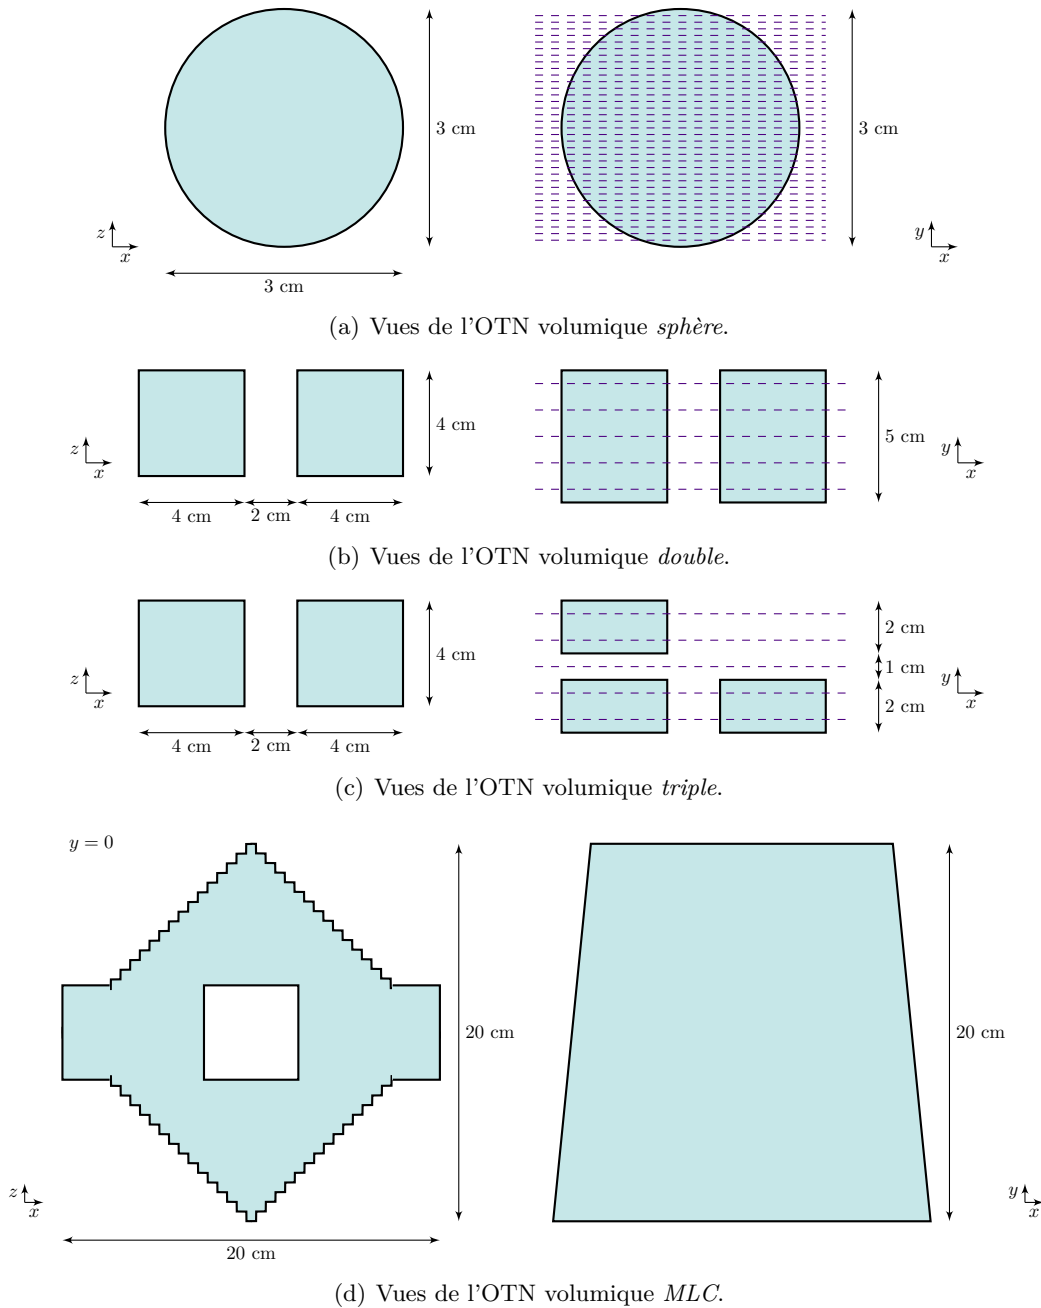 3 cm
3 cm
z
x
y
x
3 cm
(a) Vues de l'OTN volumique sphère.
4 cm
5 cm
z
x
y
x
4 cm 2 cm 4 cm
(b) Vues de l'OTN volumique double.
2 cm
4 cm
1 cm
z
x
y
x
2 cm
4 cm 2 cm 4 cm
(c) Vues de l'OTN volumique triple.
y = 0
20 cm
20 cm
z
x
y
x
20 cm
(d) Vues de l'OTN volumique MLC.